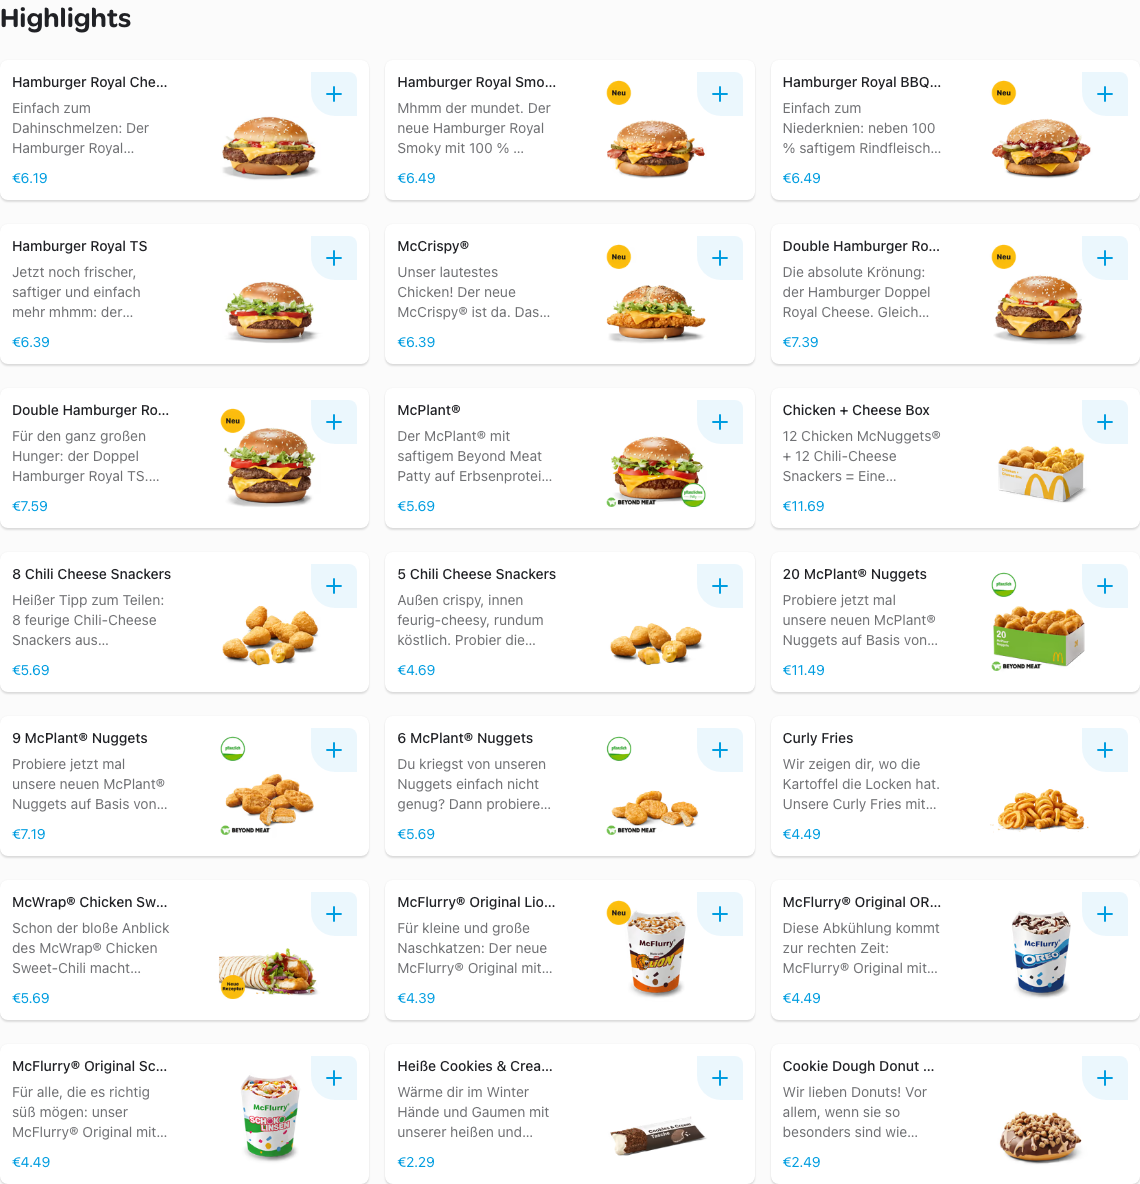 Highlights
Hamburger Royal Che...
Einfach zum
Dahinschmelzen: Der
Hamburger Royal...
€6.19
Hamburger Royal Smo...
Mhmm der mundet. Der
neue Hamburger Royal
Smoky mit 100 % ...
€6.49
Neu
Hamburger Royal BBQ...
Einfach zum
Niederknien: neben 100
% saftigem Rindfleisch...
€6.49
Neu
Hamburger Royal TS
Jetzt noch frischer,
saftiger und einfach
mehr mhmm: der...
€6.39
McCrispy®
Unser lautestes
Chicken! Der neue
McCrispy® ist da. Das...
€6.39
Neu
Double Hamburger Ro...
Die absolute Krönung:
der Hamburger Doppel
Royal Cheese. Gleich...
€7.39
Neu
Double Hamburger Ro...
Für den ganz großen
Hunger: der Doppel
Hamburger Royal TS....
€7.59
Neu
McPlant®
Der McPlant® mit
saftigem Beyond Meat
Patty auf Erbsenprotei...
€5.69
BEYOND MEAT
Chicken + Cheese Box
12 Chicken McNuggets®
+ 12 Chili-Cheese
Snackers = Eine...
€11.69
8 Chili Cheese Snackers
Heißer Tipp zum Teilen:
8 feurige Chili-Cheese
Snackers aus...
€5.69
5 Chili Cheese Snackers
Außen crispy, innen
feurig-cheesy, rundum
köstlich. Probier die...
€4.69
20 McPlant® Nuggets
Probiere jetzt mal
unsere neuen McPlant®
Nuggets auf Basis von...
€11.49
20
BEYOND MEAT
9 McPlant® Nuggets
Probiere jetzt mal
unsere neuen McPlant®
Nuggets auf Basis von...
€7.19
BEYOND MEAT
6 McPlant® Nuggets
Du kriegst von unseren
Nuggets einfach nicht
genug? Dann probiere...
€5.69
BEYOND MEAT
Curly Fries
Wir zeigen dir, wo die
Kartoffel die Locken hat.
Unsere Curly Fries mit...
€4.49
McWrap® Chicken Sw...
Schon der bloße Anblick
des McWrap® Chicken
Sweet-Chili macht...
€5.69
Neue
Rezeptur
McFlurry® Original Lio...
Für kleine und große
Naschkatzen: Der neue
McFlurry® Original mit...
€4.39
Neu
McFlurry
LION
McFlurry® Original OR...
Diese Abkühlung kommt
zur rechten Zeit:
McFlurry® Original mit...
€4.49
McFlurry
OREO
McFlurry® Original Sc...
Für alle, die es richtig
süß mögen: unser
McFlurry® Original mit...
€4.49
McFlurry
SCHOKO
LINSEN
Heiße Cookies & Crea...
Wärme dir im Winter
Hände und Gaumen mit
unserer heißen und...
€2.29
Cookies & Cream
Tasche
Cookie Dough Donut ...
Wir lieben Donuts! Vor
allem, wenn sie so
besonders sind wie...
€2.49